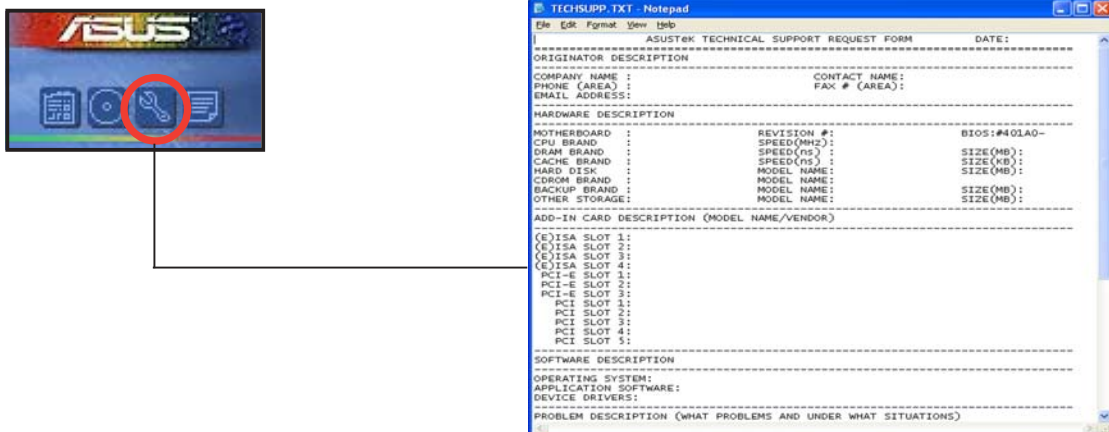 ASUS
TECHSUPP.TXT - Notepad
File Edit Format View Help
ASUSTeK TECHNICAL SUPPORT REQUEST FORM DATE:
ORIGINATOR DESCRIPTION
COMPANY NAME : CONTACT NAME:
PHONE (AREA) : FAX # (AREA):
EMAIL ADDRESS:
HARDWARE DESCRIPTION
MOTHERBOARD : REVISION #: BIOS:#401A0-
CPU BRAND : SPEED(MHZ):
DRAM BRAND : SPEED(ns) : SIZE(MB):
CACHE BRAND : SPEED(ns) : SIZE(KB):
HARD DISK : MODEL NAME: SIZE(MB):
CDROM BRAND : MODEL NAME:
BACKUP BRAND : MODEL NAME: SIZE(MB):
OTHER STORAGE: MODEL NAME: SIZE(MB):
ADD-IN CARD DESCRIPTION (MODEL NAME/VENDOR)
(E)ISA SLOT 1:
(E)ISA SLOT 2:
(E)ISA SLOT 3:
(E)ISA SLOT 4:
PCI-E SLOT 1:
PCI-E SLOT 2:
PCI-E SLOT 3:
PCI SLOT 1:
PCI SLOT 2:
PCI SLOT 3:
PCI SLOT 4:
PCI SLOT 5:
SOFTWARE DESCRIPTION
OPERATING SYSTEM:
APPLICATION SOFTWARE:
DEVICE DRIVERS:
PROBLEM DESCRIPTION (WHAT PROBLEMS AND UNDER WHAT SITUATIONS)